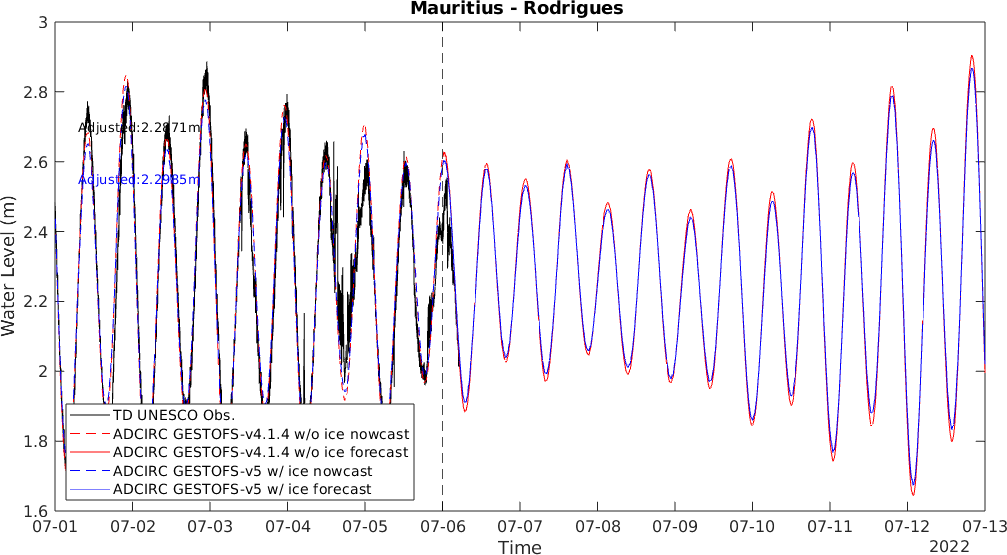 Mauritius - Rodrigues
3
2.8
2.6
2.4
2.2
2
1.8
1.6
Water Level (m)
Adjusted:2.2871m
Adjusted:2.2985m
TD UNESCO Obs.
ADCIRC GESTOFS-v4.1.4 w/o ice nowcast
ADCIRC GESTOFS-v4.1.4 w/o ice forecast
ADCIRC GESTOFS-v5 w/ ice nowcast
ADCIRC GESTOFS-v5 w/ ice forecast
07-01 07-02 07-03 07-04 07-05 07-06 07-07 07-08 07-09 07-10 07-11 07-12 07-13
Time
2022